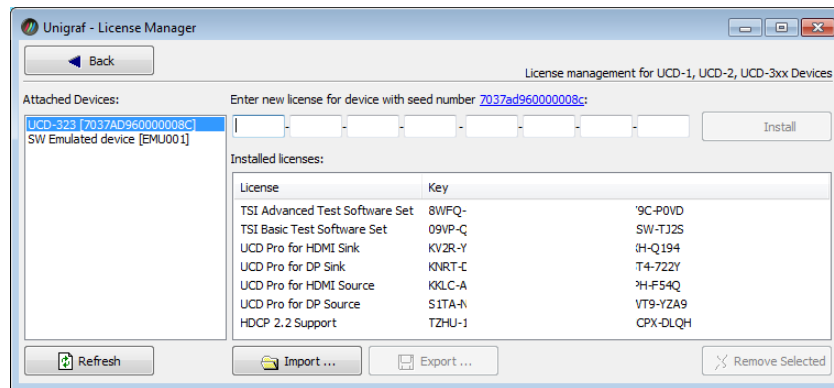 Unigraf - License Manager
Back
License management for UCD-1, UCD-2, UCD-3xx Devices
Attached Devices:
Enter new license for device with seed number 7037ad960000008c:
UCD-323 [7037AD960000008C]
SW Emulated device [EMU001]
- - - - - - -
Install
Installed licenses:
License Key
TSI Advanced Test Software Set 8WFQ- 9C-P0VD
TSI Basic Test Software Set 09VP-Q SW-TJ2S
UCD Pro for HDMI Sink KV2R-Y H-Q194
UCD Pro for DP Sink KNRT- T4-722Y
UCD Pro for HDMI Source KKLC-A H-F54Q
UCD Pro for DP Source S1TA- VT9-YZA9
HDCP 2.2 Support TZHU-1 CPX-DLQH
Refresh
Import ...
Export ...
Remove Selected